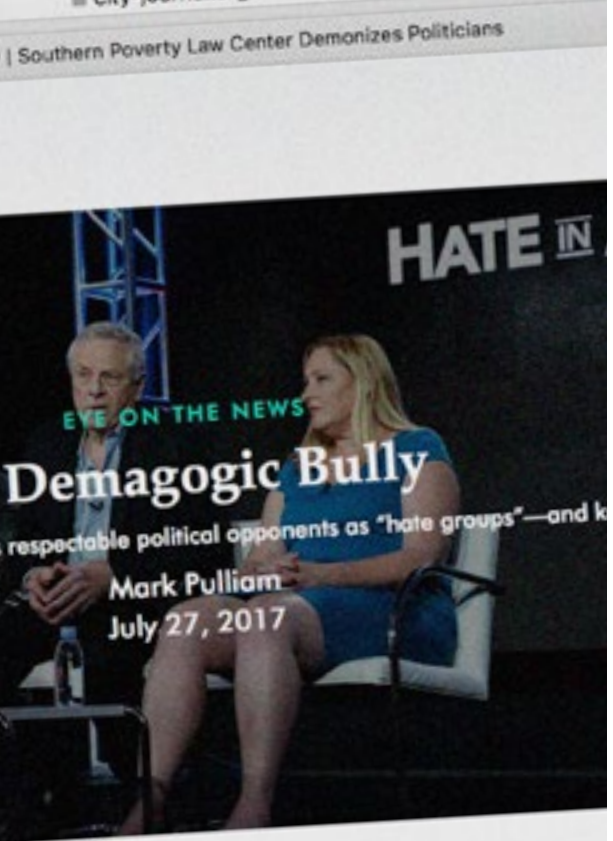 | Southern Poverty Law Center Demonizes Politicians
HATE IN
EYE ON THE NEWS
Demagogic Bully
respectable political opponents as "hate groups"—and k
Mark Pulliam
July 27, 2017